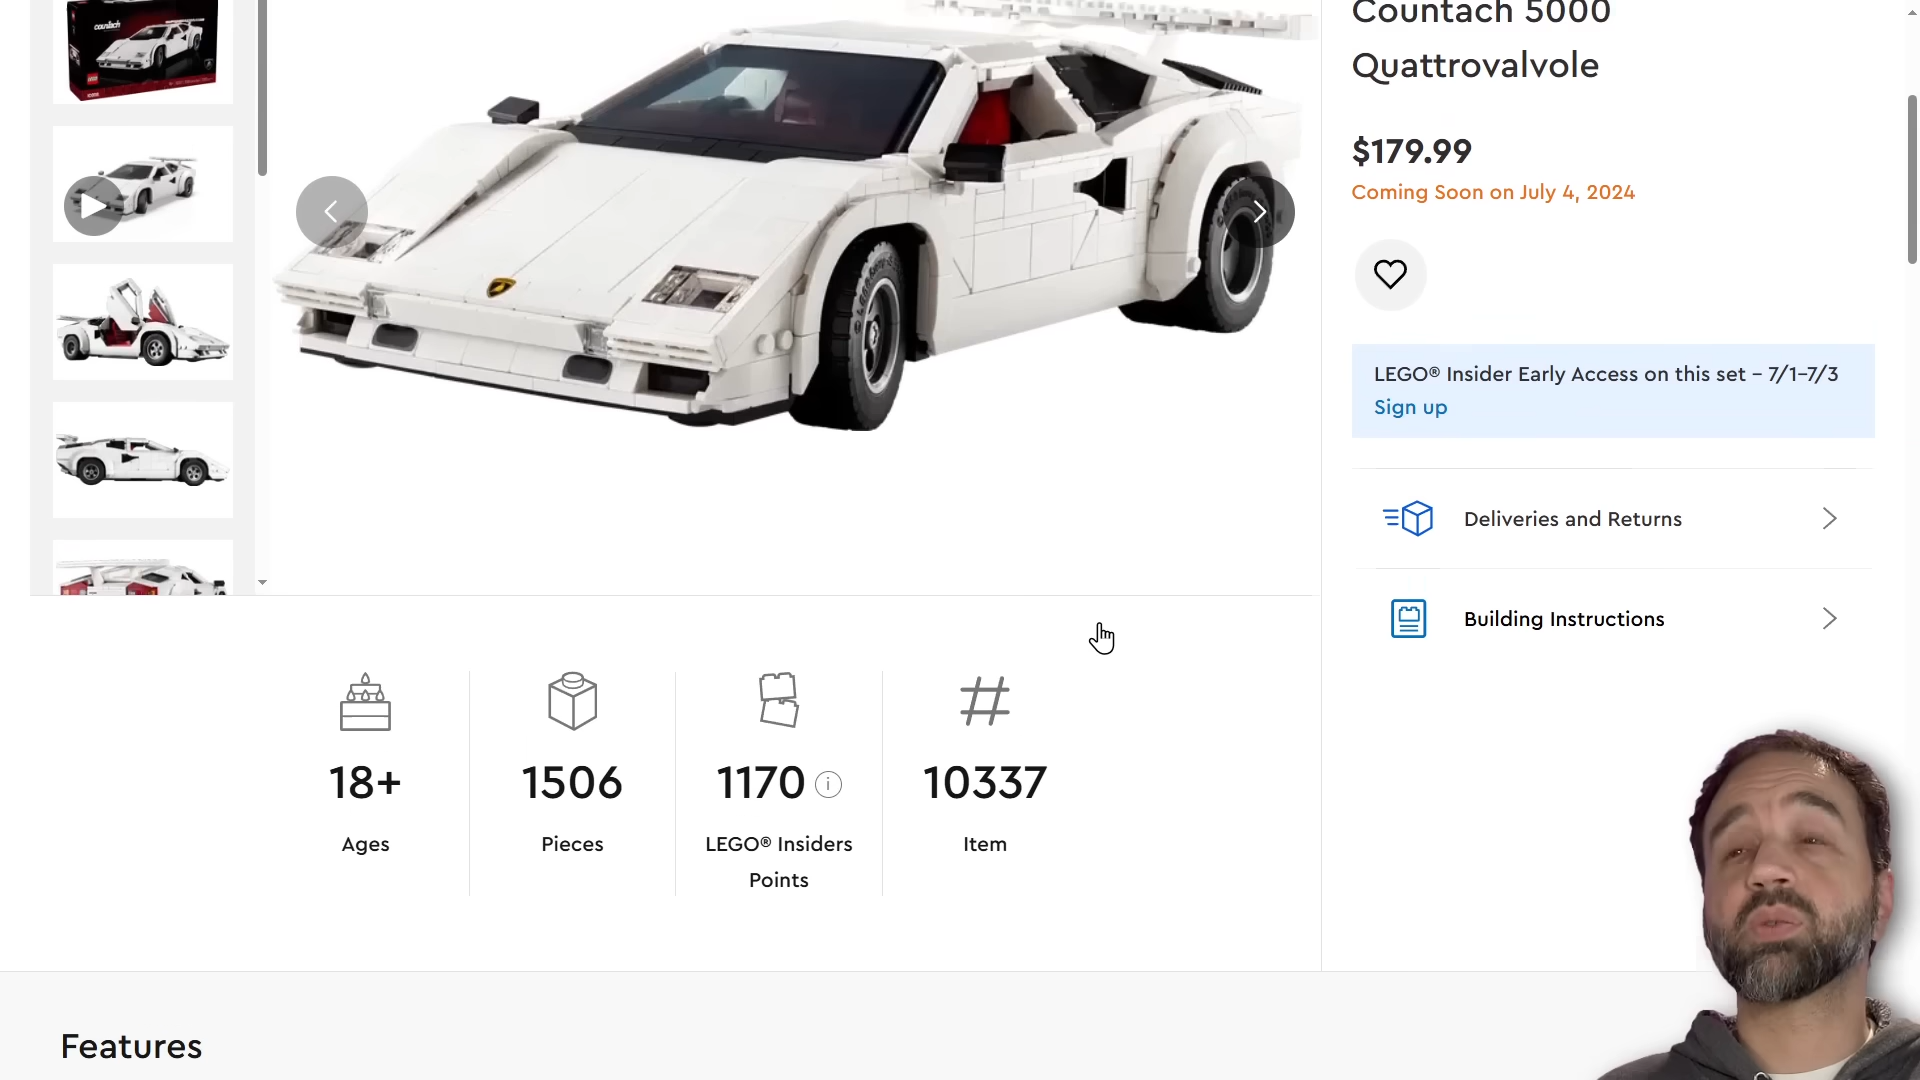 countach
LEGO
Countach 5000
Quattrovalvole
$179.99
Coming Soon on July 4, 2024
LEGO® Insider Early Access on this set – 7/1–7/3
Sign up
Deliveries and Returns
Building Instructions
18+
Ages
1506
Pieces
1170
LEGO® Insiders
Points
10337
Item
Features